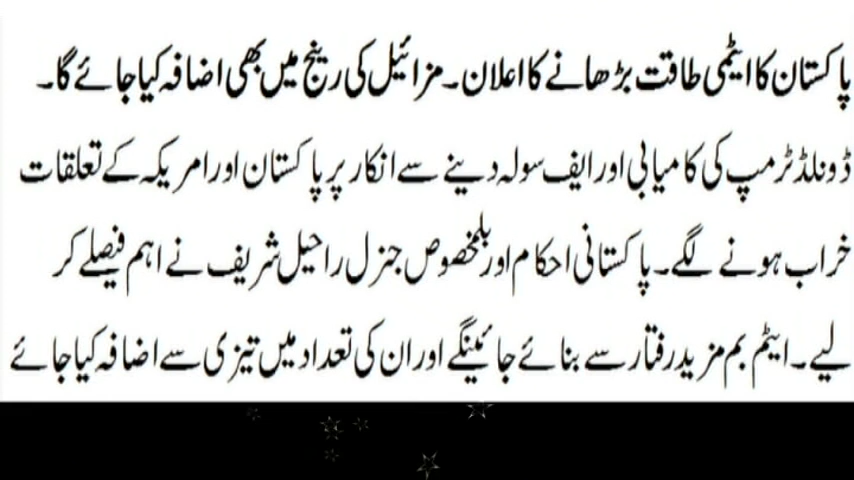 پاکستان کا ایٹمی طاقت بڑھانے کا اعلان۔ مزائیل کی رینج میں بھی اضافہ کیا جائے گا۔
ڈونلڈ ٹرمپ کی کامیابی اور ایف سولہ دینے سے انکار پر پاکستان اور امریکہ کے تعلقات
خراب ہونے لگے۔ پاکستانی احکام اور بلمخصوص جنرل راحیل شریف نے اہم فیصلے کر
لیے۔ ایٹم بم مزید رفتار سے بنائے جائینگے اور ان کی تعداد میں تیزی سے اضافہ کیا جائے